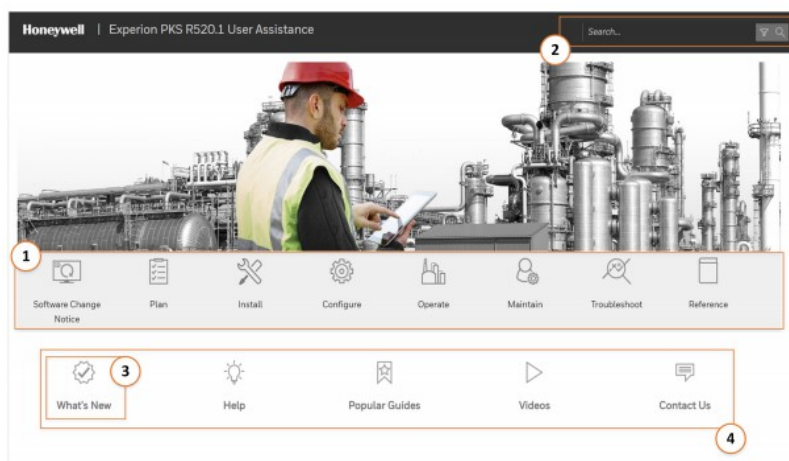 Honeywell | Experion PKS R520.1 User Assistance
Search...
2
1
Software Change
Notice
Plan
Install
Configure
Operate
Maintain
Troubleshoot
Reference
3
What's New
Help
Popular Guides
Videos
Contact Us
4